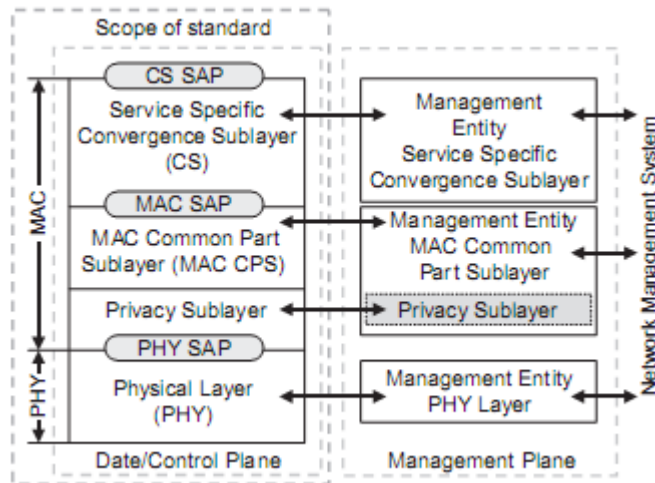 Scope of standard
CS SAP
Service Specific
Convergence Sublayer
(CS)
MAC SAP
MAC Common Part
Sublayer (MAC CPS)
Privacy Sublayer
PHY SAP
Physical Layer
(PHY)
Date/Control Plane
MAC
PHY
Management
Entity
Service Specific
Convergence Sublayer
Management Entity
MAC Common
Part Sublayer
Privacy Sublayer
Management Entity
PHY Layer
Management Plane
Network Management System